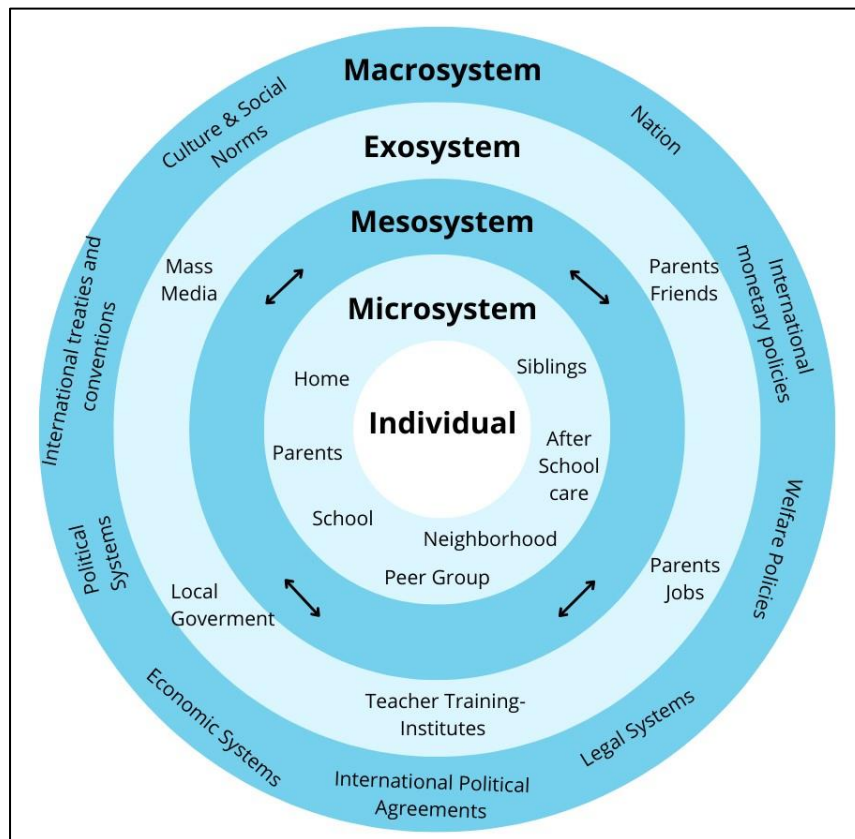 Macrosystem
Culture & Social
Norms
Nation
Exosystem
Mesosystem
Mass
Media
Parents
Friends
International
monetary policies
International treaties and
conventions
Microsystem
Home
Siblings
Individual
Parents
After
School
care
School
Neighborhood
Peer Group
Welfare Policies
Political
Systems
Local
Goverment
Parents
Jobs
Teacher Training-
Institutes
Economic Systems
Legal Systems
International Political
Agreements